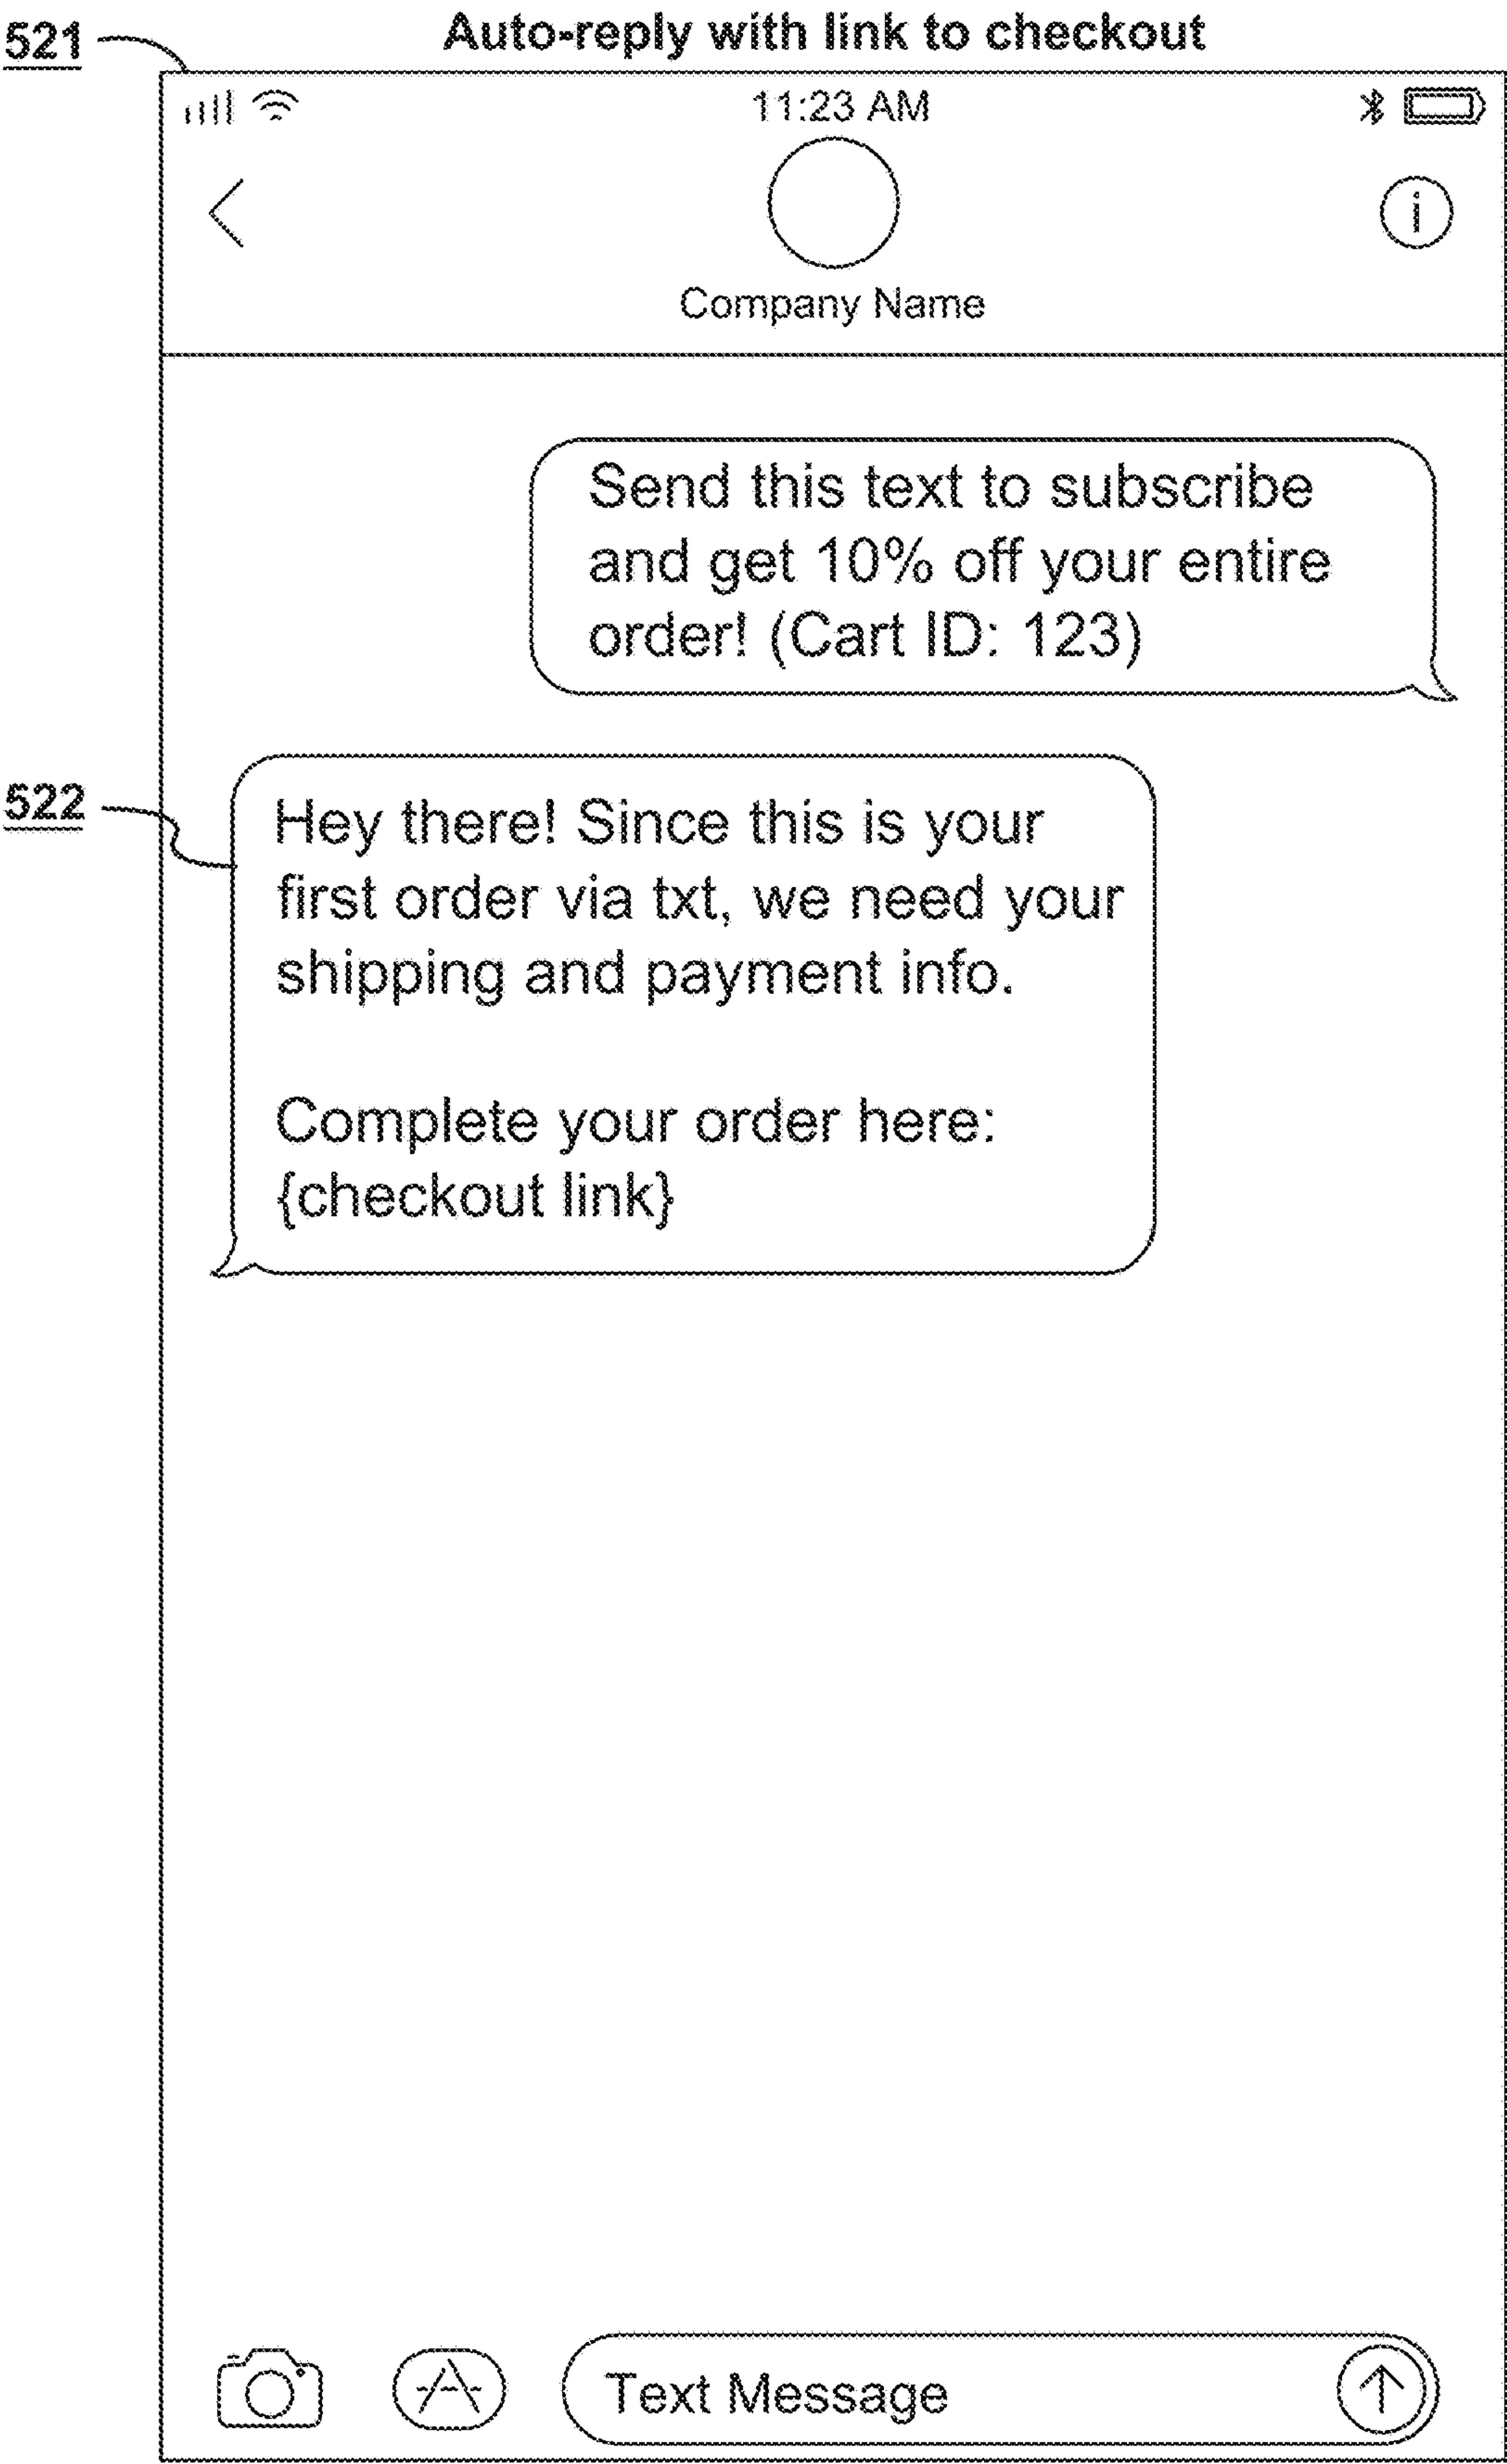 521
Auto-reply with link to checkout
11:23 AM
i
Company Name
Send this text to subscribe
and get 10% off your entire
order! (Cart ID: 123)
522
Hey there! Since this is your
first order via txt, we need your
shipping and payment info.
Complete your order here:
{checkout link}
Text Message